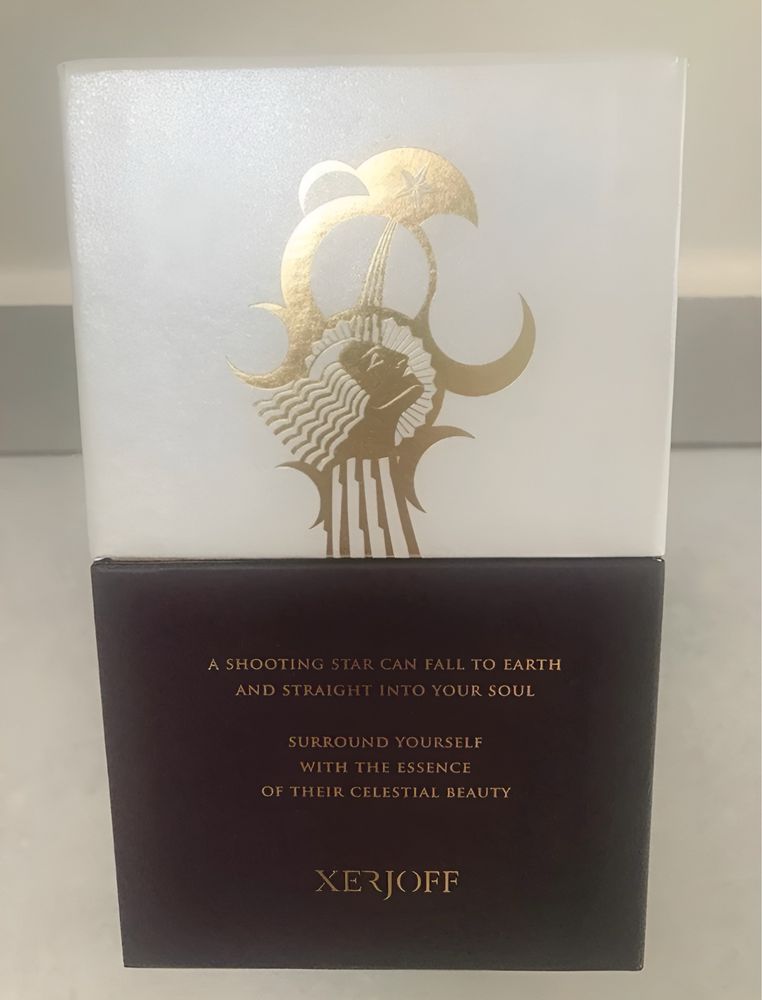 A SHOOTING STAR CAN FALL TO EARTH
AND STRAIGHT INTO YOUR SOUL
SURROUND YOURSELF
WITH THE ESSENCE
OF THEIR CELESTIAL BEAUTY
XERJOFF